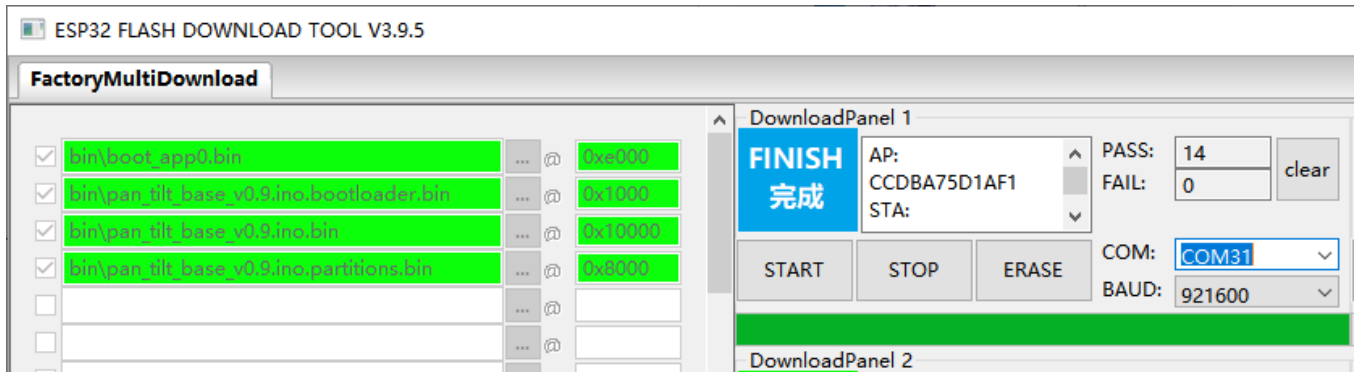 ESP32 FLASH DOWNLOAD TOOL V3.9.5
FactoryMultiDownload
bin\boot_app0.bin ... @ 0xe000
bin\pan_tilt_base_v0.9.ino.bootloader.bin ... @ 0x1000
bin\pan_tilt_base_v0.9.ino.bin ... @ 0x10000
bin\pan_tilt_base_v0.9.ino.partitions.bin ... @ 0x8000
... @
... @
DownloadPanel 1
FINISH
完成
AP:
CCDBA75D1AF1
STA:
PASS: 14
FAIL: 0
clear
START STOP ERASE
COM: COM31
BAUD: 921600
DownloadPanel 2